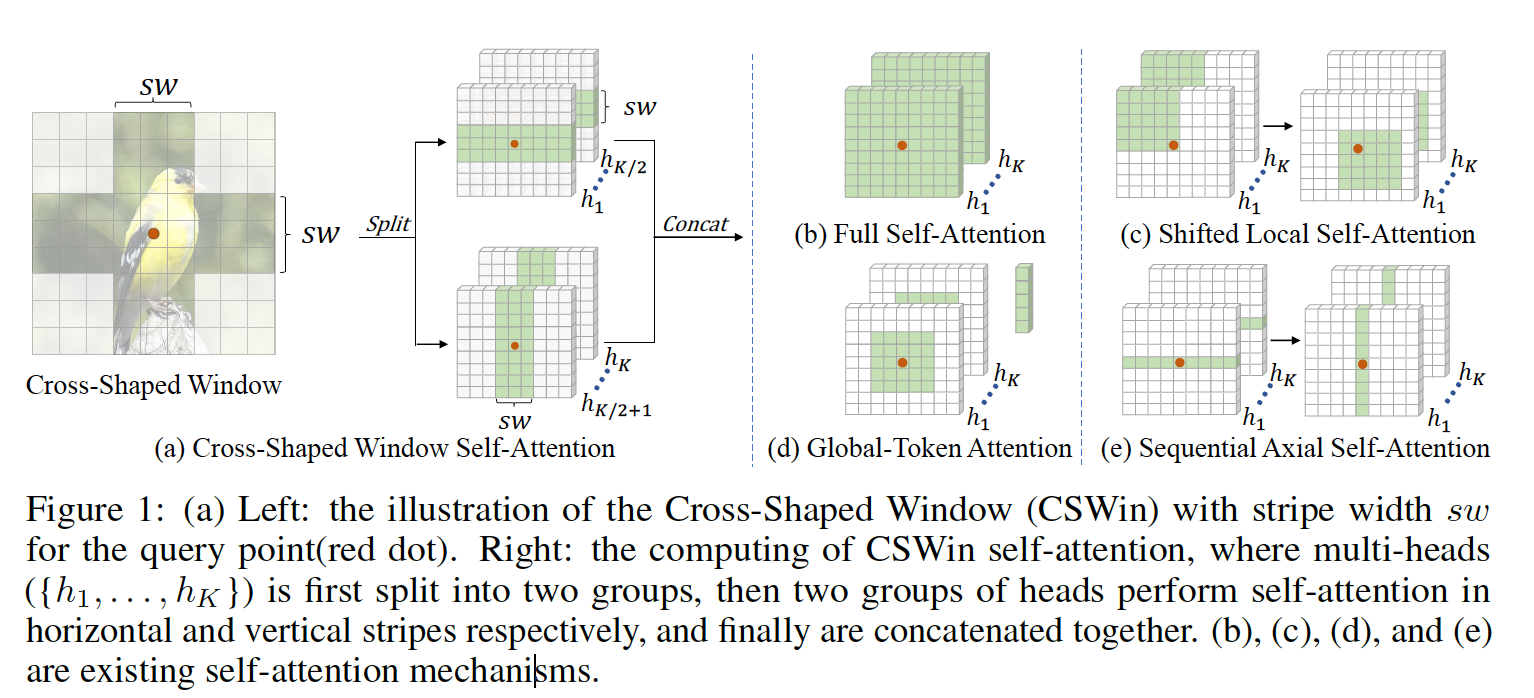 sw
sw
Cross-Shaped Window
Split
sw
h_{K/2}
h_1
h_K
h_{K/2+1}
sw
Concat
(a) Cross-Shaped Window Self-Attention
h_K
h_1
(b) Full Self-Attention
h_K
h_1
h_K
h_1
(c) Shifted Local Self-Attention
h_K
h_1
(d) Global-Token Attention
h_K
h_1
h_K
h_1
(e) Sequential Axial Self-Attention
Figure 1: (a) Left: the illustration of the Cross-Shaped Window (CSWin) with stripe width sw
for the query point(red dot). Right: the computing of CSWin self-attention, where multi-heads
({h_1, . . . , h_K}) is first split into two groups, then two groups of heads perform self-attention in
horizontal and vertical stripes respectively, and finally are concatenated together. (b), (c), (d), and (e)
are existing self-attention mechanisms.